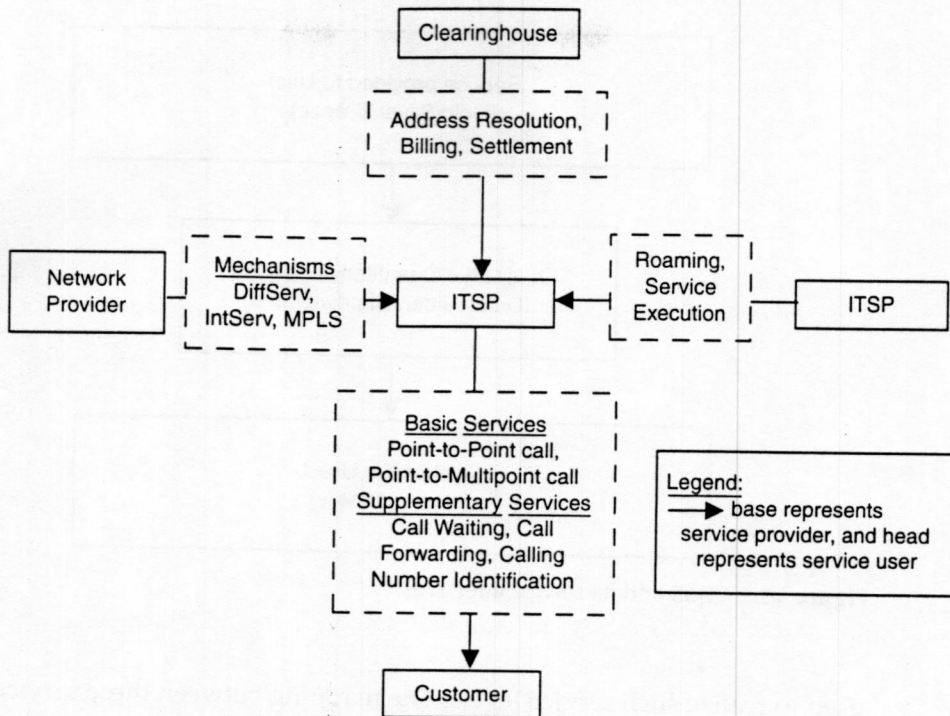 Clearinghouse
Address Resolution,
Billing, Settlement
Network
Provider
Mechanisms
DiffServ,
IntServ, MPLS
ITSP
Roaming,
Service
Execution
ITSP
Basic Services
Point-to-Point call,
Point-to-Multipoint call
Supplementary Services
Call Waiting, Call
Forwarding, Calling
Number Identification
Legend:
base represents
service provider, and head
represents service user
Customer